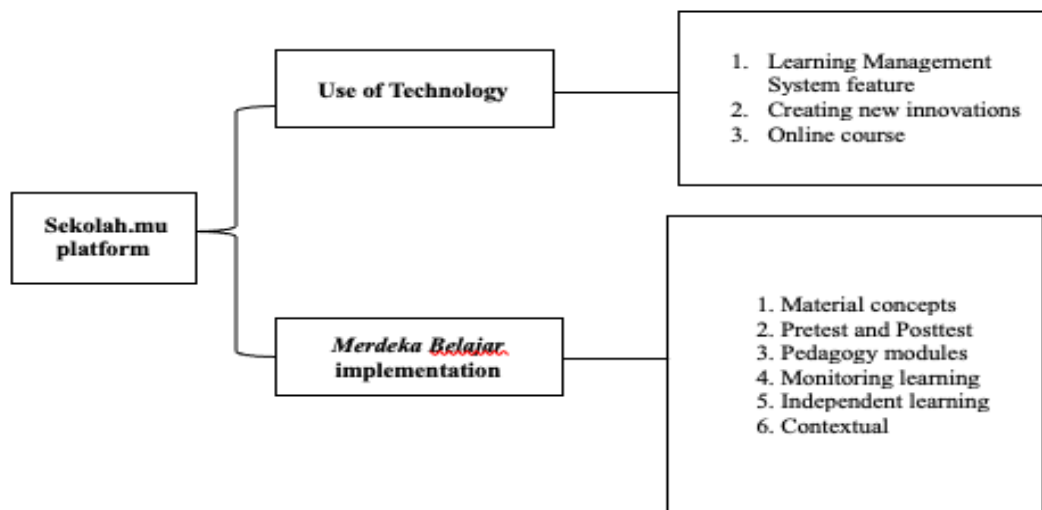 Sekolah.mu
platform
Use of Technology
1. Learning Management
System feature
2. Creating new innovations
3. Online course
Merdeka Belajar
implementation
1. Material concepts
2. Pretest and Posttest
3. Pedagogy modules
4. Monitoring learning
5. Independent learning
6. Contextual